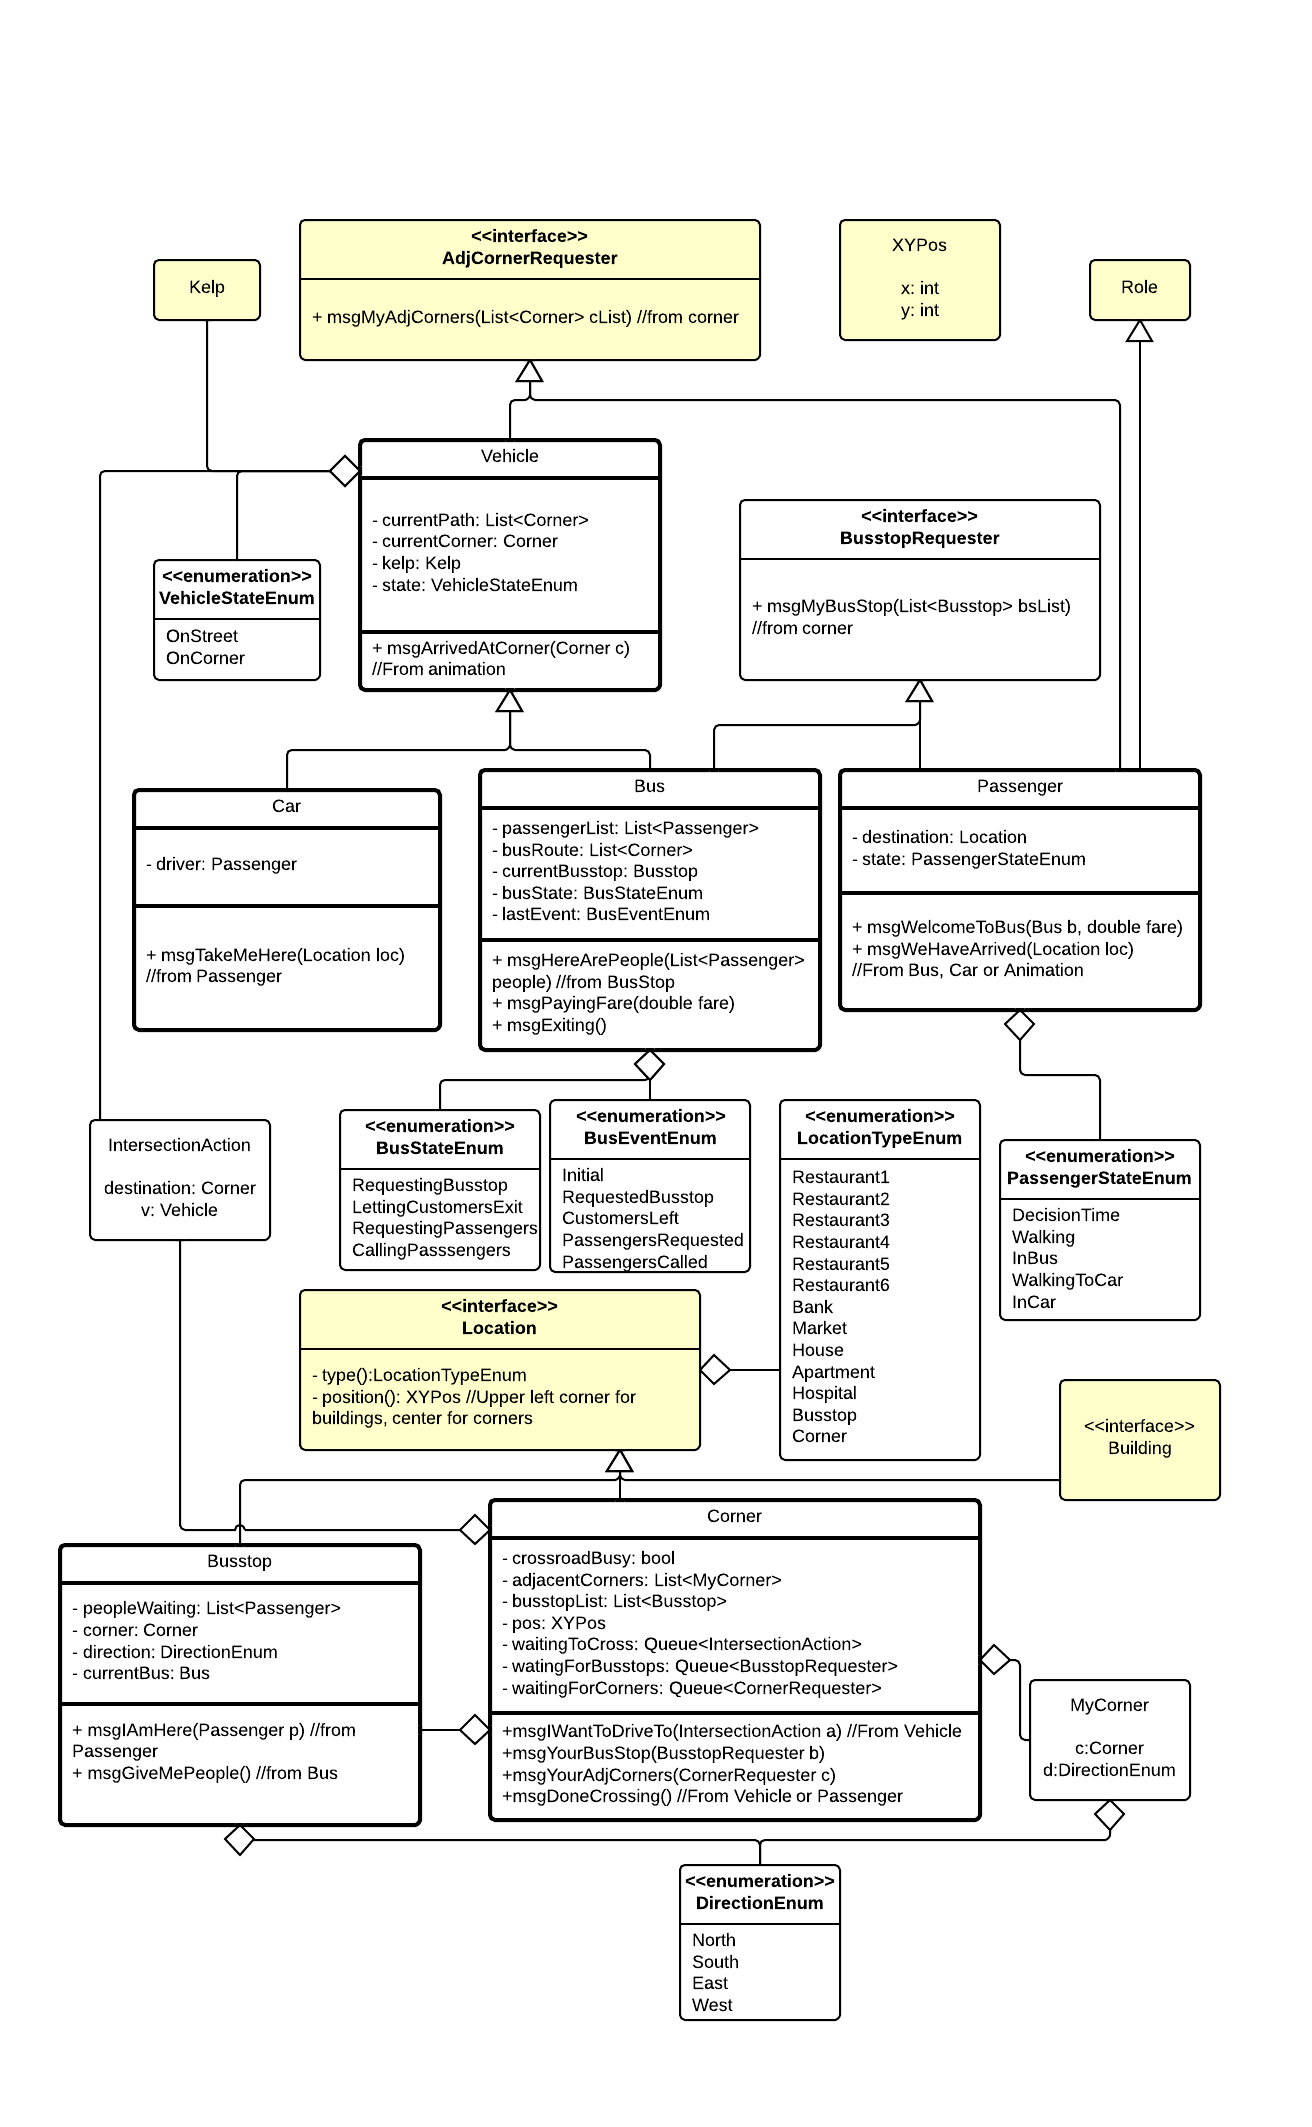 <<interface>>
AdjCornerRequester
+ msgMyAdjCorners(List<Corner> cList) //from corner
XYPos
x: int
y: int
Kelp
Role
Vehicle
- currentPath: List<Corner>
- currentCorner: Corner
- kelp: Kelp
- state: VehicleStateEnum
+ msgArrivedAtCorner(Corner c)
//From animation
<<interface>>
BusstopRequester
+ msgMyBusStop(List<Busstop> bsList)
//from corner
<<enumeration>>
VehicleStateEnum
OnStreet
OnCorner
Car
- driver: Passenger
+ msgTakeMeHere(Location loc)
//from Passenger
Bus
- passengerList: List<Passenger>
- busRoute: List<Corner>
- currentBusstop: Busstop
- busState: BusStateEnum
- lastEvent: BusEventEnum
+ msgHereArePeople(List<Passenger>
people) //from BusStop
+ msgPayingFare(double fare)
+ msgExiting()
Passenger
- destination: Location
- state: PassengerStateEnum
+ msgWelcomeToBus(Bus b, double fare)
+ msgWeHaveArrived(Location loc)
//From Bus, Car or Animation
IntersectionAction
destination: Corner
v: Vehicle
<<enumeration>>
BusStateEnum
RequestingBusstop
LettingCustomersExit
RequestingPassengers
CallingPasssengers
<<enumeration>>
BusEventEnum
Initial
RequestedBusstop
CustomersLeft
PassengersRequested
PassengersCalled
<<enumeration>>
LocationTypeEnum
Restaurant1
Restaurant2
Restaurant3
Restaurant4
Restaurant5
Restaurant6
Bank
Market
House
Apartment
Hospital
Busstop
Corner
<<enumeration>>
PassengerStateEnum
DecisionTime
Walking
InBus
WalkingToCar
InCar
<<interface>>
Location
- type():LocationTypeEnum
- position(): XYPos //Upper left corner for
buildings, center for corners
<<interface>>
Building
Busstop
- peopleWaiting: List<Passenger>
- corner: Corner
- direction: DirectionEnum
- currentBus: Bus
+ msgIAmHere(Passenger p) //from
Passenger
+ msgGiveMePeople() //from Bus
Corner
- crossroadBusy: bool
- adjacentCorners: List<MyCorner>
- busstopList: List<Busstop>
- pos: XYPos
- waitingToCross: Queue<IntersectionAction>
- watingForBusstops: Queue<BusstopRequester>
- waitingForCorners: Queue<CornerRequester>
+msgIWantToDriveTo(IntersectionAction a) //From Vehicle
+msgYourBusStop(BusstopRequester b)
+msgYourAdjCorners(CornerRequester c)
+msgDoneCrossing() //From Vehicle or Passenger
MyCorner
c:Corner
d:DirectionEnum
<<enumeration>>
DirectionEnum
North
South
East
West